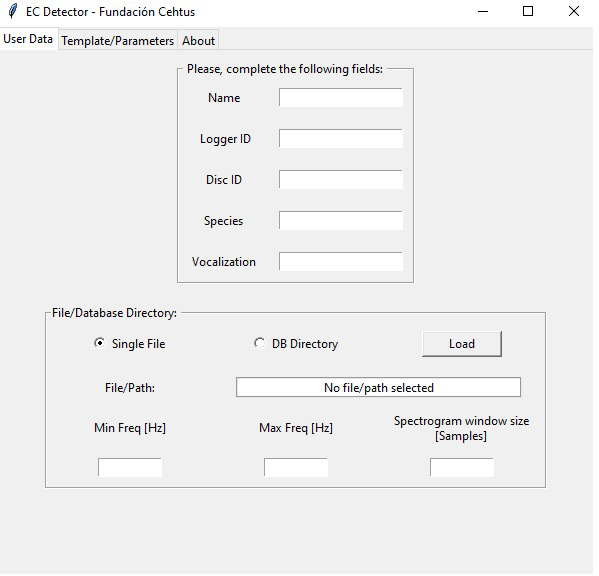 EC Detector - Fundación Cehtus
User Data Template/Parameters About
Please, complete the following fields:
Name
Logger ID
Disc ID
Species
Vocalization
File/Database Directory:
Single File DB Directory Load
File/Path: No file/path selected
Min Freq [Hz] Max Freq [Hz] Spectrogram window size
[Samples]